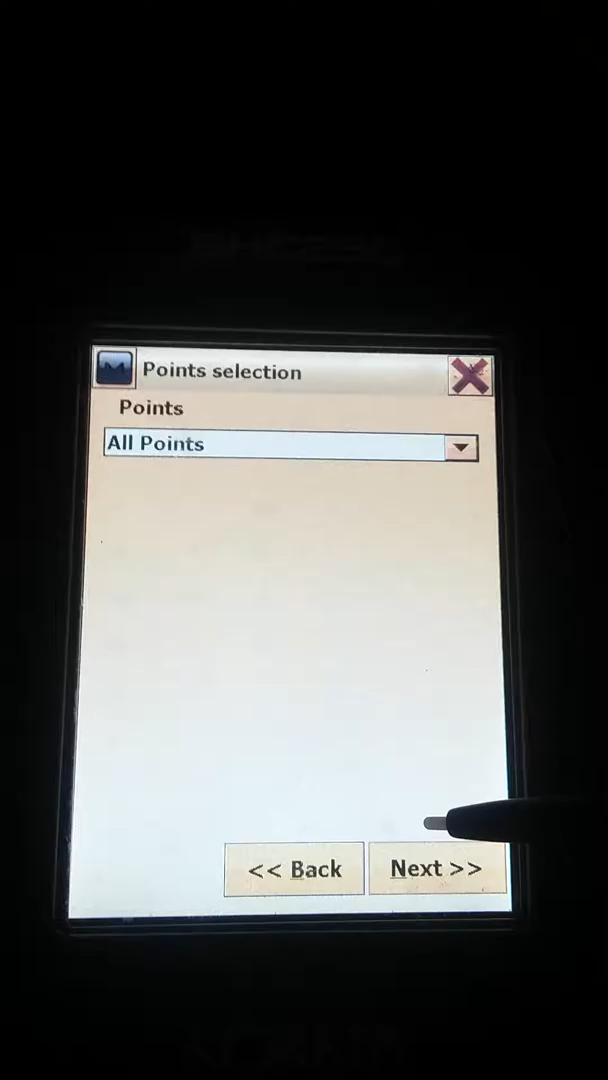 Points selection
Points
All Points
<< Back
Next >>